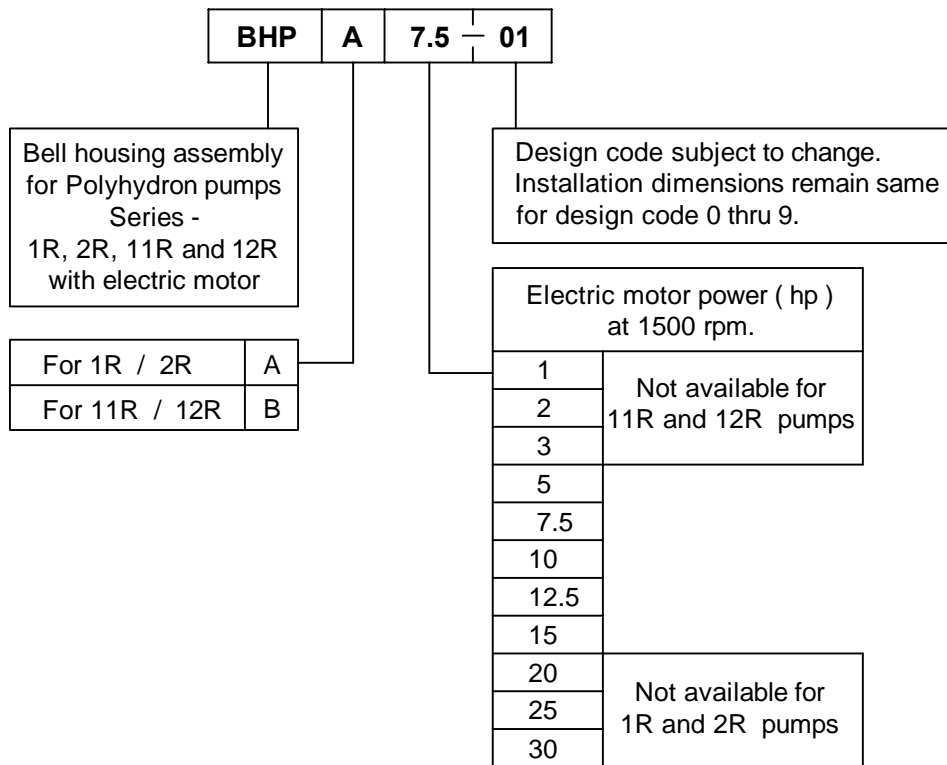 BHP A 7.5 — 01
Bell housing assembly
for Polyhydron pumps
Series -
1R, 2R, 11R and 12R
with electric motor
Design code subject to change.
Installation dimensions remain same
for design code 0 thru 9.
For 1R / 2R A
For 11R / 12R B
Electric motor power ( hp )
at 1500 rpm.
1
2
3
Not available for
11R and 12R pumps
5
7.5
10
12.5
15
20
25
30
Not available for
1R and 2R pumps